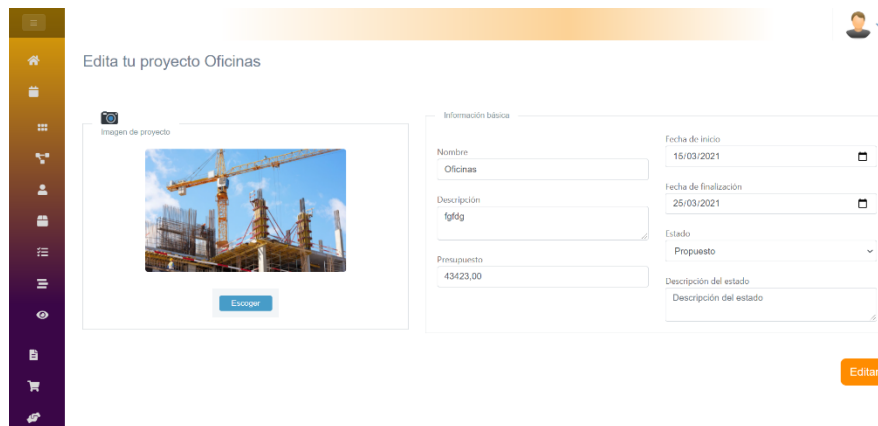 Edita tu proyecto Oficinas
Imagen de proyecto
Escoger
Información básica
Nombre
Oficinas
Descripción
fgfdg
Presupuesto
43423,00
Fecha de inicio
15/03/2021
Fecha de finalización
25/03/2021
Estado
Propuesto
Descripción del estado
Descripción del estado
Editar